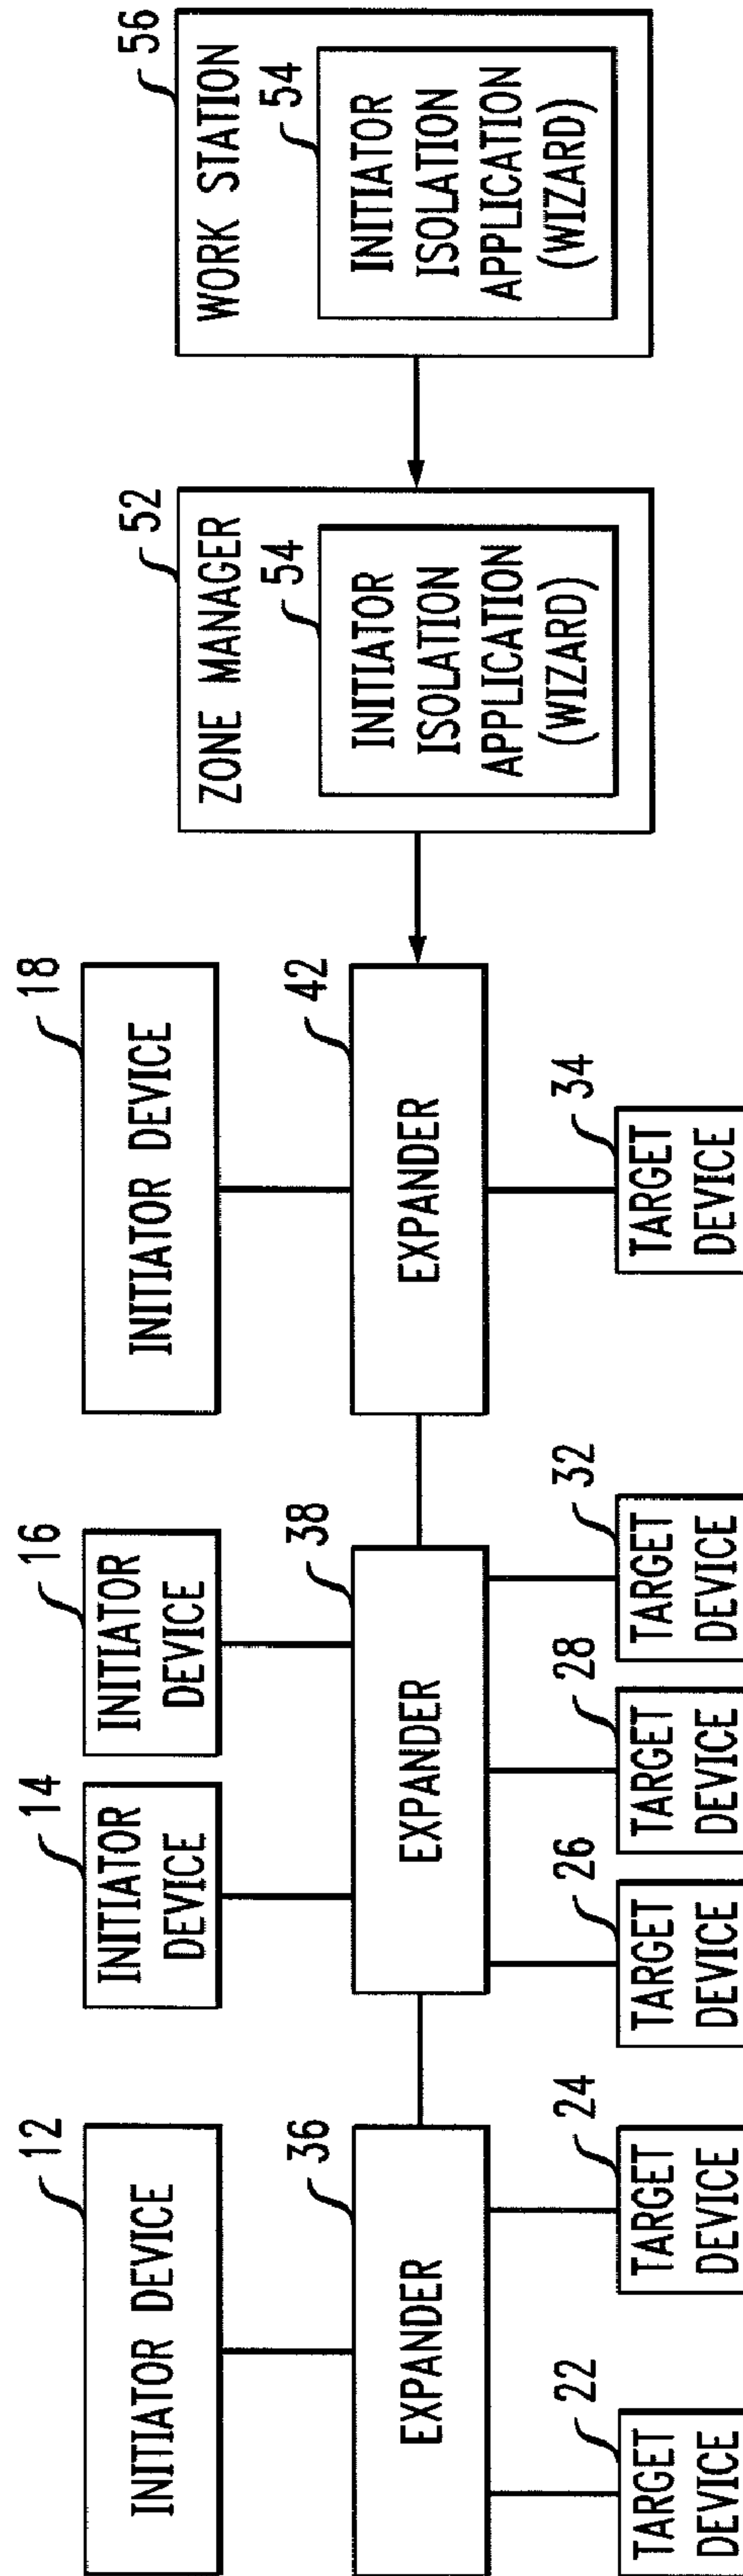 12
INITIATOR DEVICE
14
INITIATOR
DEVICE
16
INITIATOR
DEVICE
18
INITIATOR DEVICE
36
EXPANDER
38
EXPANDER
42
EXPANDER
52
ZONE MANAGER
54
INITIATOR
ISOLATION
APPLICATION
(WIZARD)
56
WORK STATION
54
INITIATOR
ISOLATION
APPLICATION
(WIZARD)
22
TARGET
DEVICE
24
TARGET
DEVICE
26
TARGET
DEVICE
28
TARGET
DEVICE
32
TARGET
DEVICE
34
TARGET
DEVICE